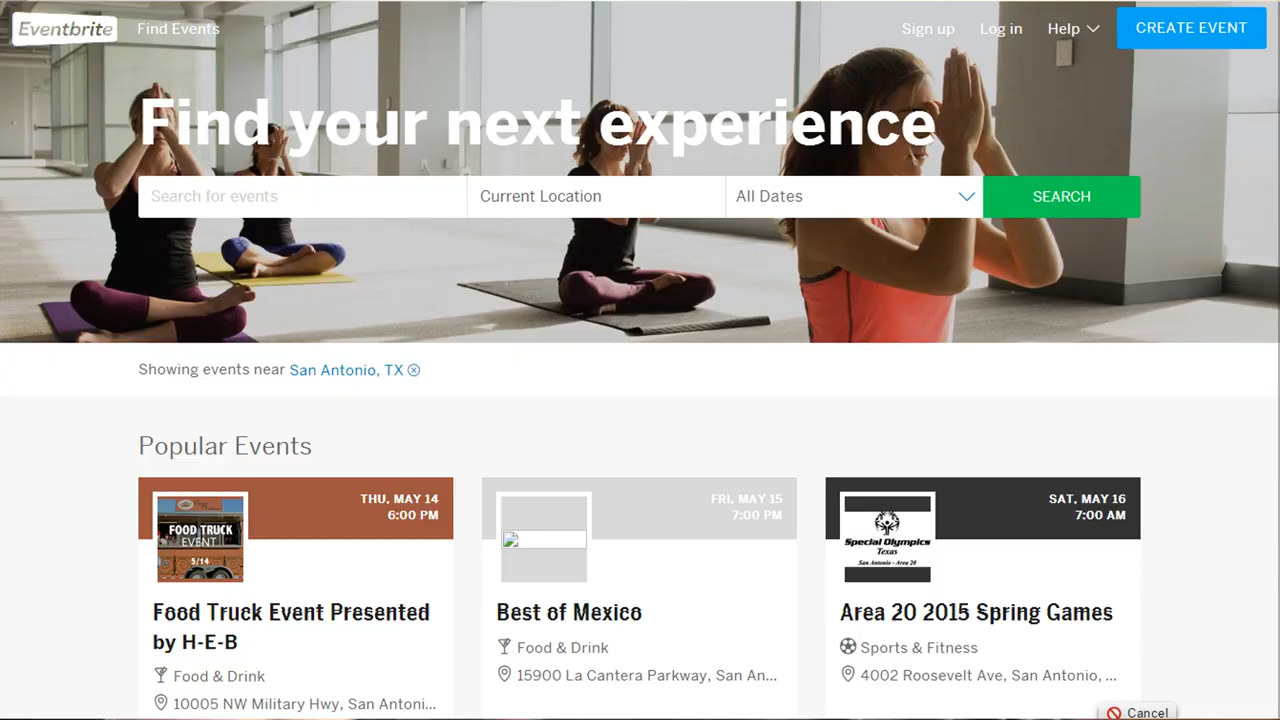 Eventbrite Find Events Sign up Log in Help CREATE EVENT
Find your next experience
Search for events Current Location All Dates SEARCH
Showing events near San Antonio, TX
Popular Events
THU, MAY 14
6:00 PM
FOOD TRUCK
EVENT
5/14
Food Truck Event Presented
by H-E-B
Food & Drink
10005 NW Military Hwy, San Antoni...
FRI, MAY 15
7:00 PM
Best of Mexico
Food & Drink
15900 La Cantera Parkway, San An...
SAT, MAY 16
7:00 AM
Special Olympics
Texas
San Antonio - Area 20
Area 20 2015 Spring Games
Sports & Fitness
4002 Roosevelt Ave, San Antonio, ...
Cancel